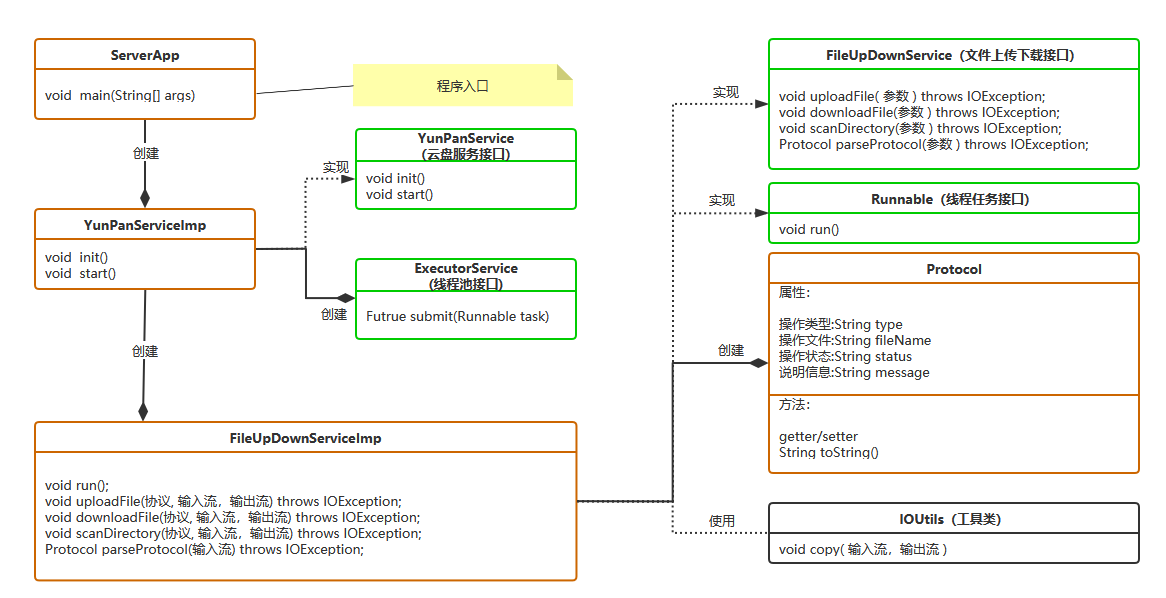 ServerApp
void  main(String[] args)
程序入口
创建
YunPanService
(云盘服务接口)
void init()
void start()
实现
YunPanServiceImp
void  init()
void  start()
ExecutorService
(线程池接口)
Futrue submit(Runnable task)
创建
创建
FileUpDownServiceImp
void run();
void uploadFile(协议, 输入流，输出流) throws IOException;
void downloadFile(协议, 输入流，输出流) throws IOException;
void scanDirectory(协议, 输入流，输出流) throws IOException;
Protocol parseProtocol(输入流) throws IOException;
实现
FileUpDownService（文件上传下载接口）
void uploadFile( 参数 ) throws IOException;
void downloadFile(参数 ) throws IOException;
void scanDirectory(参数 ) throws IOException;
Protocol parseProtocol(参数 ) throws IOException;
实现
Runnable（线程任务接口）
void run()
创建
Protocol
属性：
操作类型:String type
操作文件:String fileName
操作状态:String status
说明信息:String message
方法：
getter/setter
String toString()
使用
IOUtils（工具类）
void copy( 输入流，输出流 )